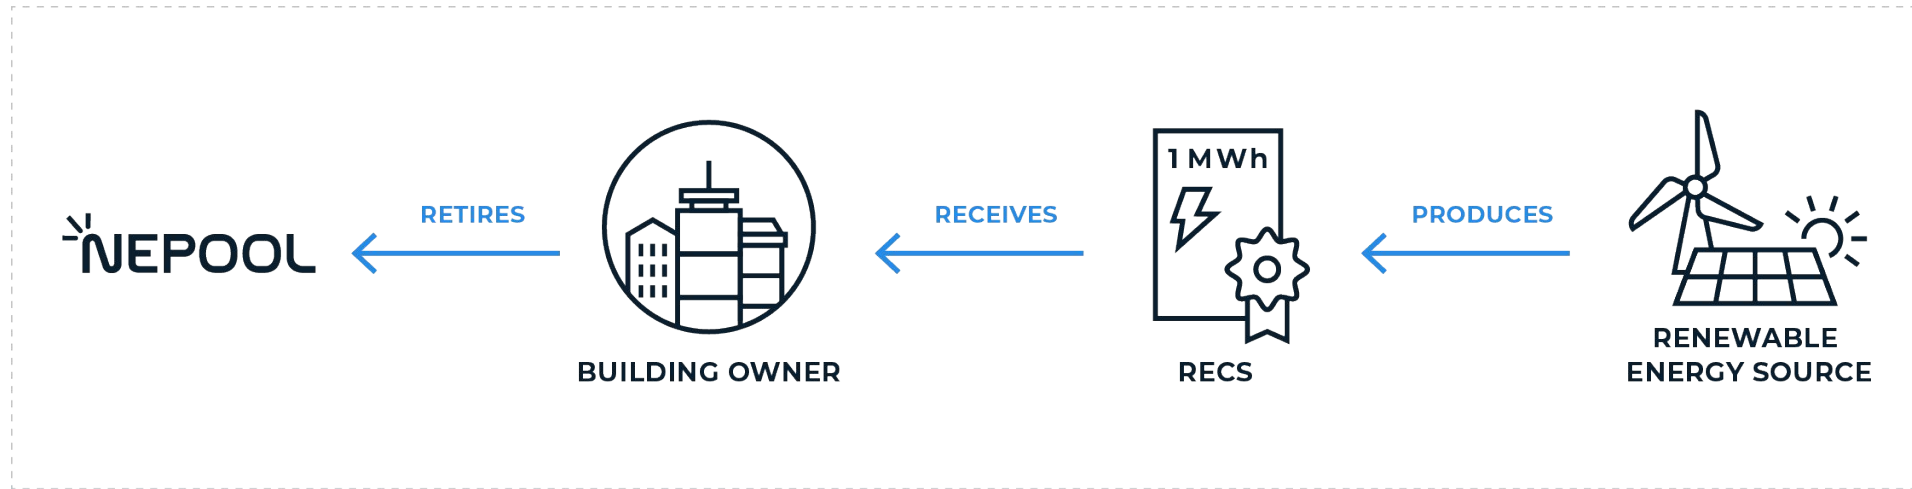 NEPOOL
RETIRES
BUILDING OWNER
RECEIVES
1 MWh
RECS
PRODUCES
RENEWABLE
ENERGY SOURCE